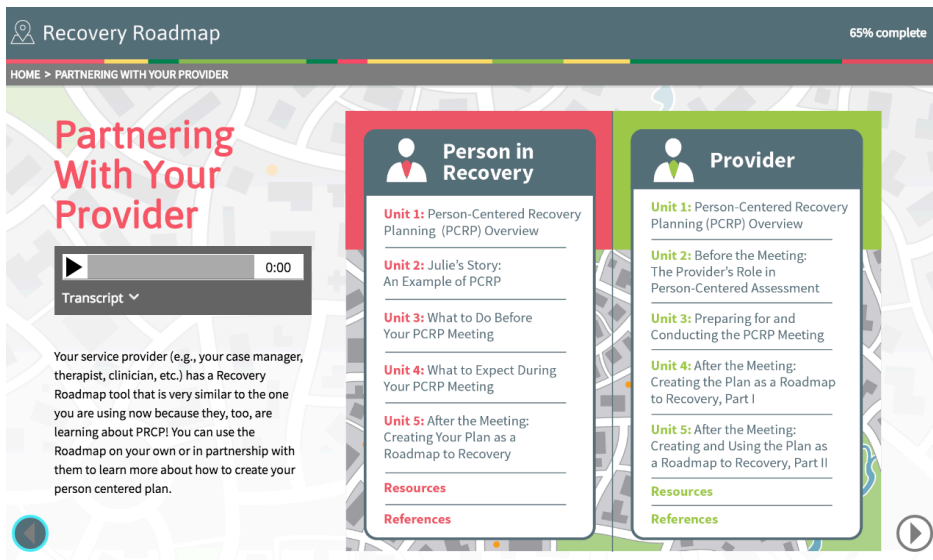 Recovery Roadmap
65% complete
HOME > PARTNERING WITH YOUR PROVIDER
Partnering
With Your
Provider
0:00
Transcript
Your service provider (e.g., your case manager,
therapist, clinician, etc.) has a Recovery
Roadmap tool that is very similar to the one
you are using now because they, too, are
learning about PRCP! You can use the
Roadmap on your own or in partnership with
them to learn more about how to create your
person centered plan.
Person in
Recovery
Unit 1: Person-Centered Recovery
Planning (PCRP) Overview
Unit 2: Julie's Story:
An Example of PCRP
Unit 3: What to Do Before
Your PCRP Meeting
Unit 4: What to Expect During
Your PCRP Meeting
Unit 5: After the Meeting:
Creating Your Plan as a
Roadmap to Recovery
Resources
References
Provider
Unit 1: Person-Centered Recovery
Planning (PCRP) Overview
Unit 2: Before the Meeting:
The Provider's Role in
Person-Centered Assessment
Unit 3: Preparing for and
Conducting the PCRP Meeting
Unit 4: After the Meeting:
Creating the Plan as a Roadmap
to Recovery, Part I
Unit 5: After the Meeting:
Creating and Using the Plan as
a Roadmap to Recovery, Part II
Resources
References